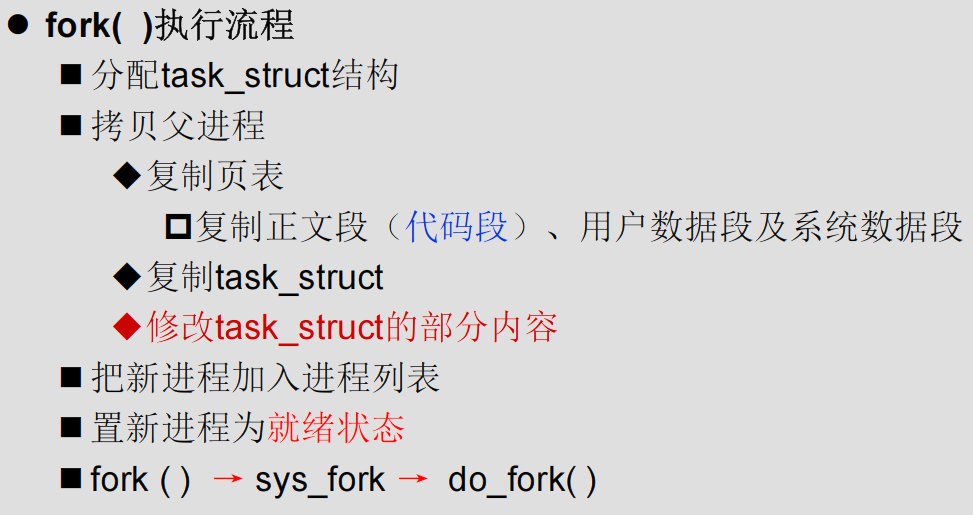 ● fork( )执行流程
■ 分配task_struct结构
■ 拷贝父进程
◆复制页表
❑复制正文段（代码段）、用户数据段及系统数据段
◆复制task_struct
◆修改task_struct的部分内容
■ 把新进程加入进程列表
■ 置新进程为就绪状态
■ fork ( ) → sys_fork → do_fork( )